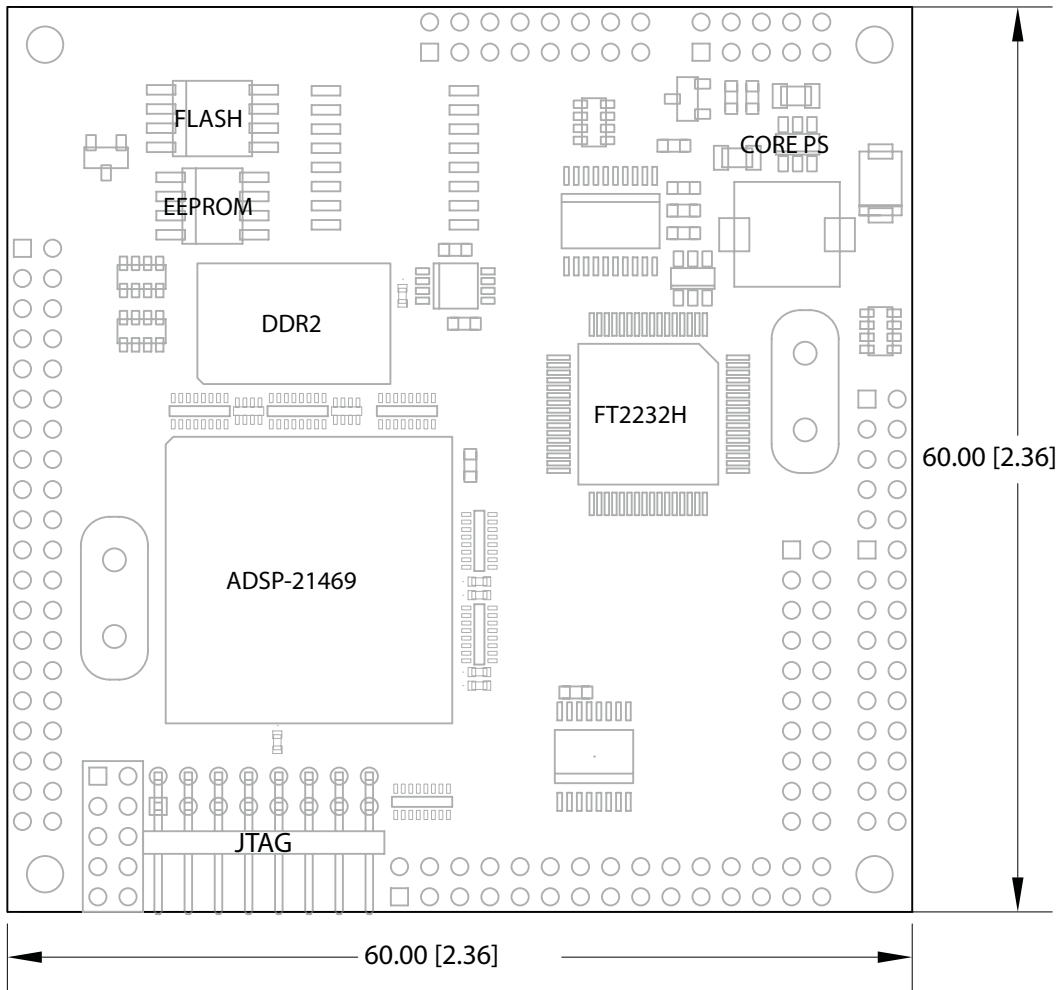 FLASH
CORE PS
EEPROM
DDR2
FT2232H
60.00 [2.36]
ADSP-21469
JTAG
60.00 [2.36]